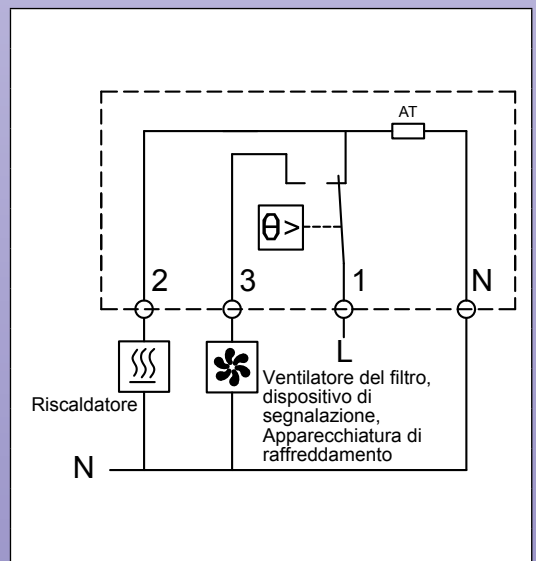 AT
θ>
2
3
1
N
L
Riscaldatore
Ventilatore del filtro,
dispositivo di
segnalazione,
Apparecchiatura di
raffreddamento
N